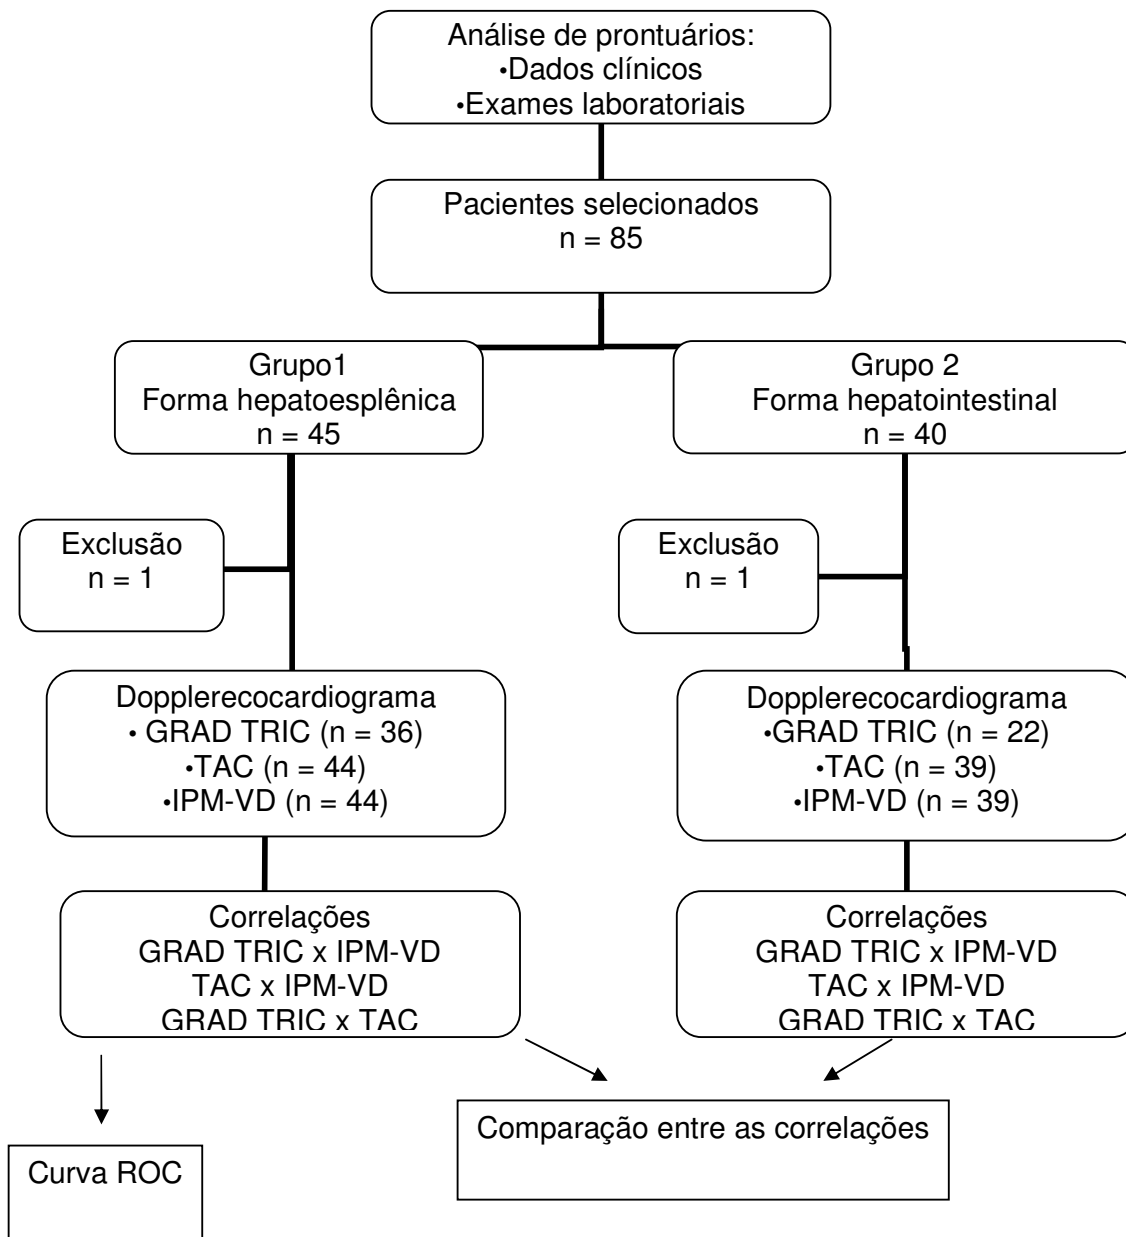 Análise de prontuários:
•Dados clínicos
•Exames laboratoriais
Pacientes selecionados
n = 85
Grupo1
Forma hepatoesplênica
n = 45
Grupo 2
Forma hepatointestinal
n = 40
Exclusão
n = 1
Exclusão
n = 1
Dopplerecocardiograma
• GRAD TRIC (n = 36)
•TAC (n = 44)
•IPM-VD (n = 44)
Dopplerecocardiograma
•GRAD TRIC (n = 22)
•TAC (n = 39)
•IPM-VD (n = 39)
Correlações
GRAD TRIC x IPM-VD
TAC x IPM-VD
GRAD TRIC x TAC
Correlações
GRAD TRIC x IPM-VD
TAC x IPM-VD
GRAD TRIC x TAC
Comparação entre as correlações
Curva ROC